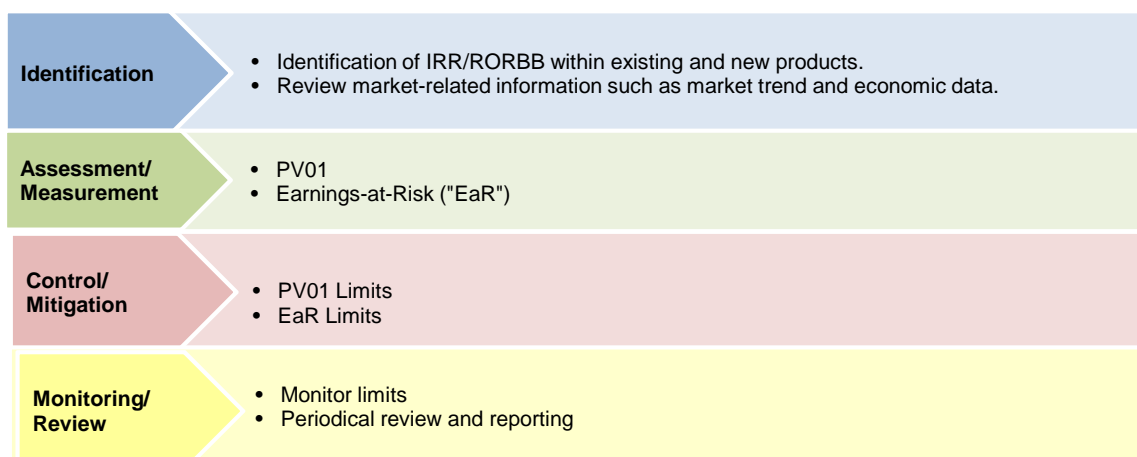 Identification
• Identification of IRR/RORBB within existing and new products.
• Review market-related information such as market trend and economic data.
Assessment/
Measurement
• PV01
• Earnings-at-Risk ("EaR")
Control/
Mitigation
• PV01 Limits
• EaR Limits
Monitoring/
Review
• Monitor limits
• Periodical review and reporting